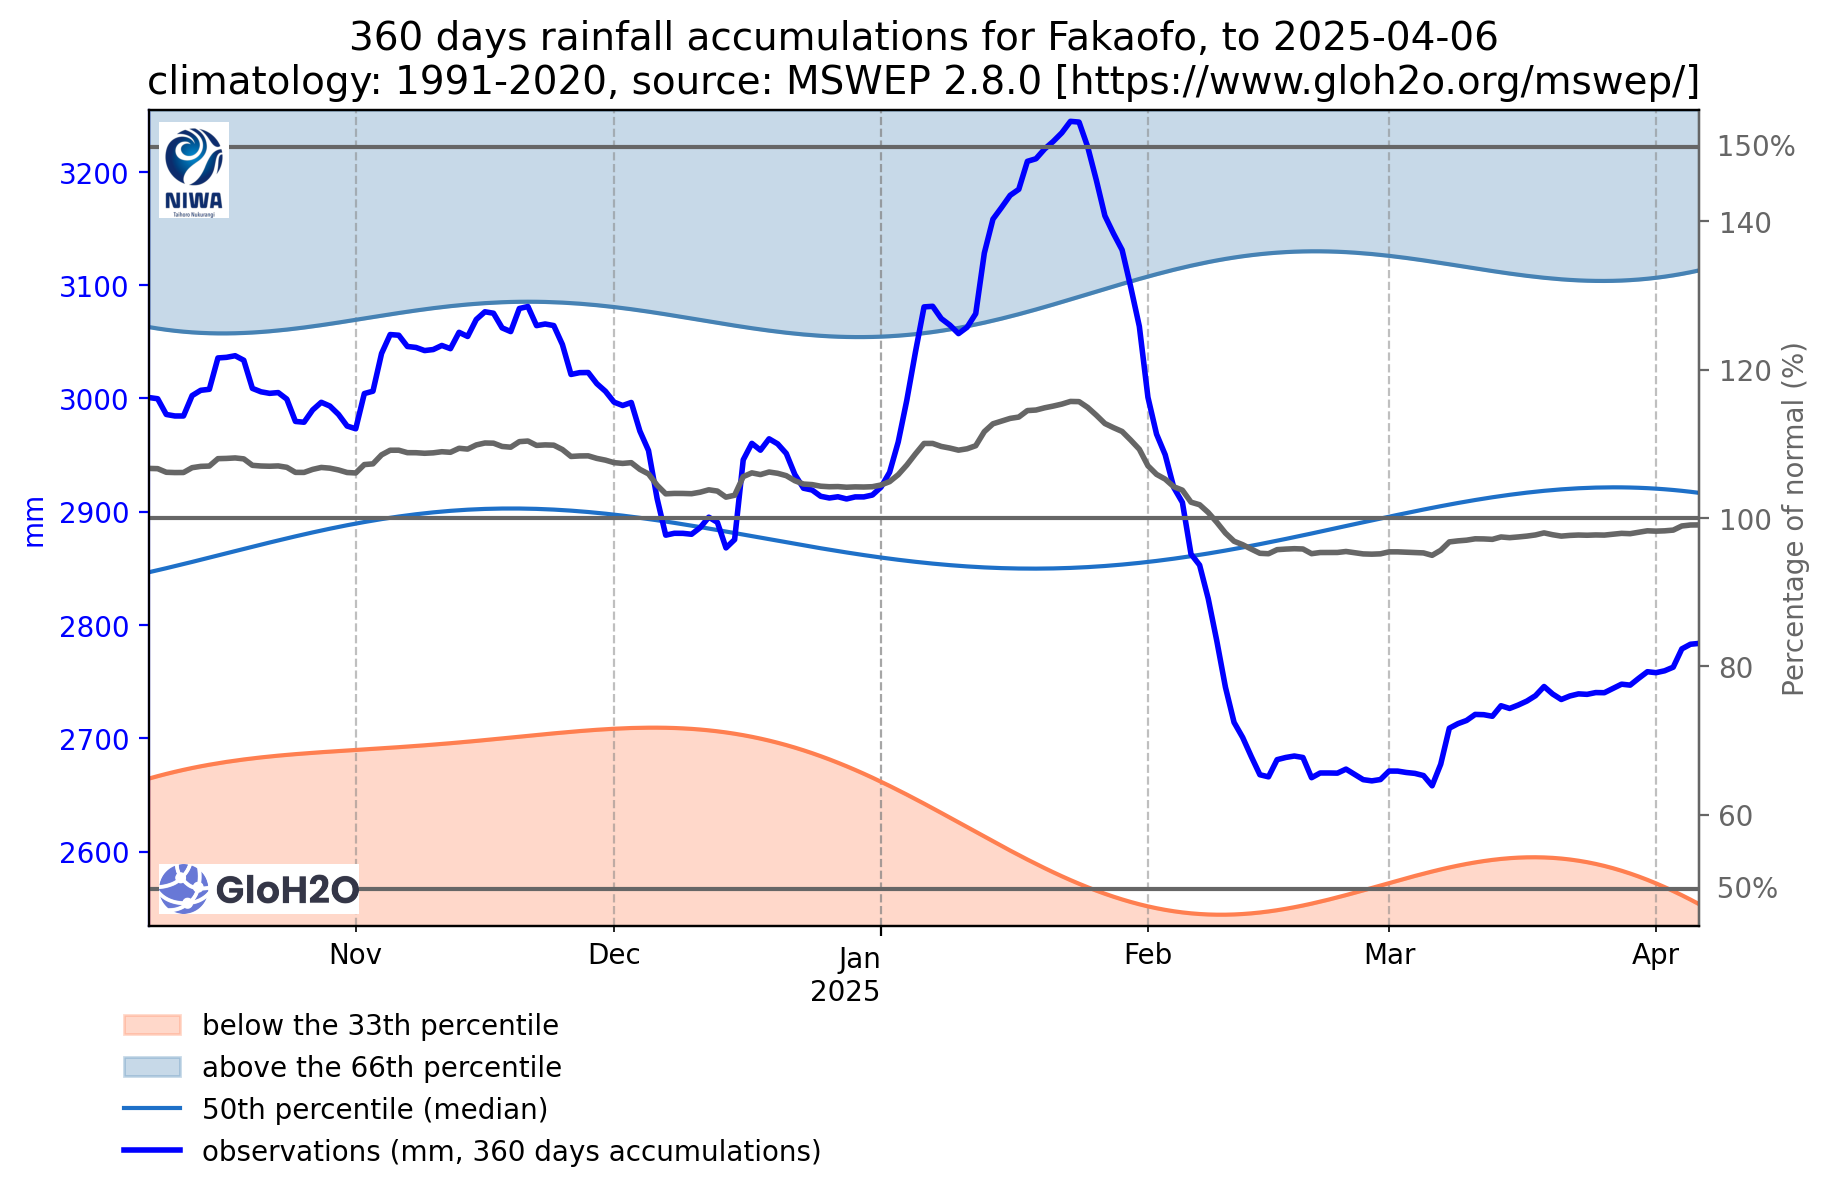 360 days rainfall accumulations for Fakaofo, to 2025-04-06
climatology: 1991-2020, source: MSWEP 2.8.0 [https://www.gloh2o.org/mswep/]
NIWA
Taihoro Nukurangi
3200
3100
3000
2900
2800
2700
2600
mm
150%
140
120
100
80
60
50%
Percentage of normal (%)
GloH2O
Nov
Dec
Jan
2025
Feb
Mar
Apr
below the 33th percentile
above the 66th percentile
50th percentile (median)
observations (mm, 360 days accumulations)